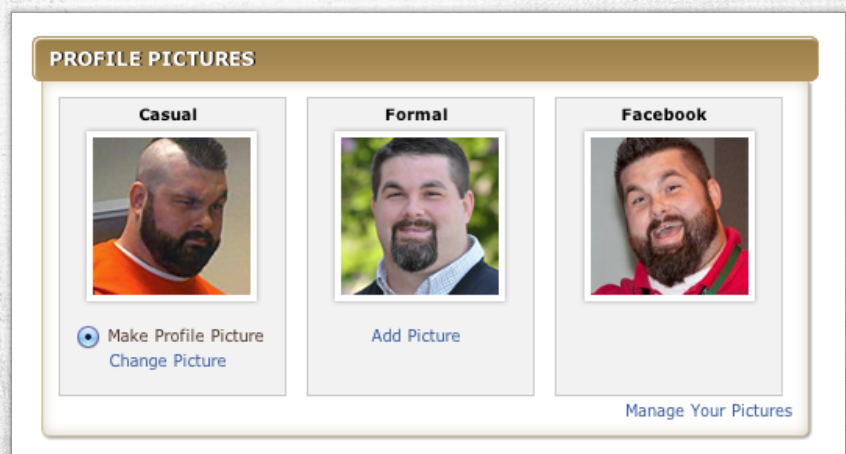 PROFILE PICTURES
Casual
Formal
Facebook
Make Profile Picture
Change Picture
Add Picture
Manage Your Pictures